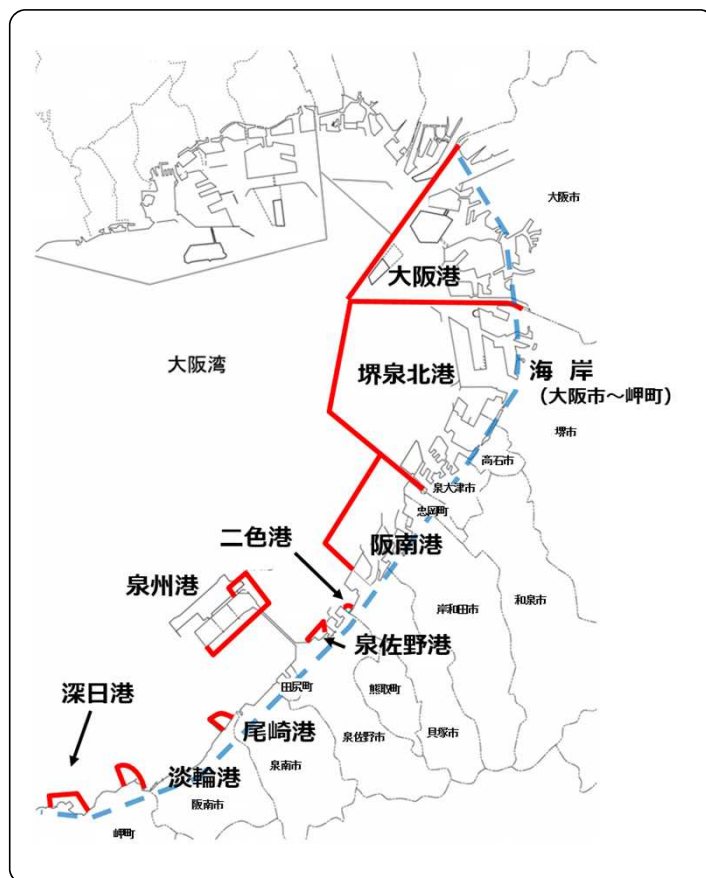 大阪市
大阪港
大阪湾
堺泉北港
海 岸
（大阪市～岬町）
堺市
高石市
泉大津市
忠岡町
二色港
阪南港
泉州港
岸和田市
和泉市
泉佐野港
深日港
田尻町
熊取町
尾崎港
泉佐野市
貝塚市
泉南市
淡輪港
阪南市
岬町